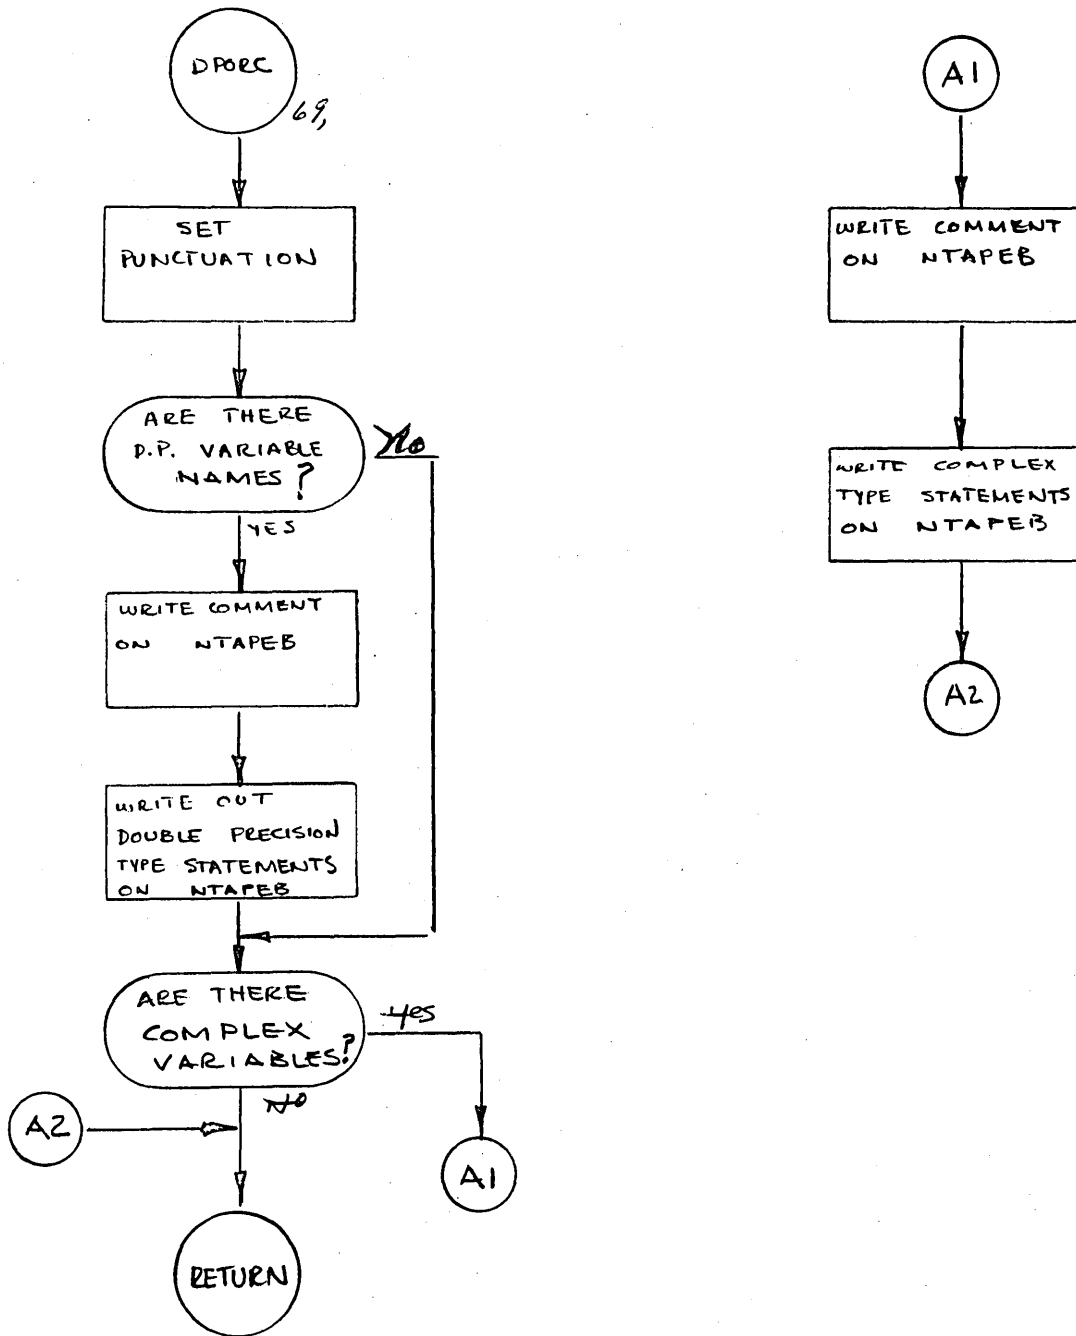 DPORC
69,
SET
PUNCTUATION
ARE THERE
D.P. VARIABLE
NAMES?
No
YES
WRITE COMMENT
ON NTAPEB
WRITE OUT
DOUBLE PRECISION
TYPE STATEMENTS
ON NTAPEB
ARE THERE
COMPLEX
VARIABLES?
yes
NO
A2
A1
RETURN
A1
WRITE COMMENT
ON NTAPEB
WRITE COMPLEX
TYPE STATEMENTS
ON NTAPEB
A2